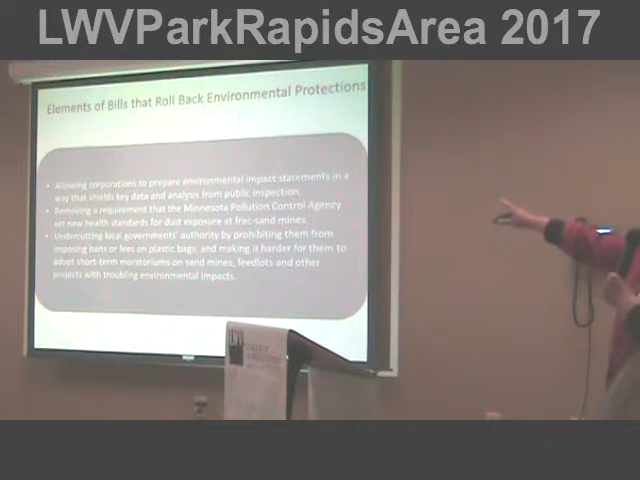 LWVParkRapidsArea 2017
Elements of Bills that Roll Back Environmental Protections
• Allowing corporations to prepare environmental impact statements in a
way that shields key data and analysis from public inspection.
• Removing a requirement that the Minnesota Pollution Control Agency
set new health standards for dust exposure at frac-sand mines.
• Undercutting local governments' authority by prohibiting them from
imposing bans or fees on plastic bags, and making it harder for them to
adopt short-term moratoriums on sand mines, feedlots and other
projects with troubling environmental impacts.